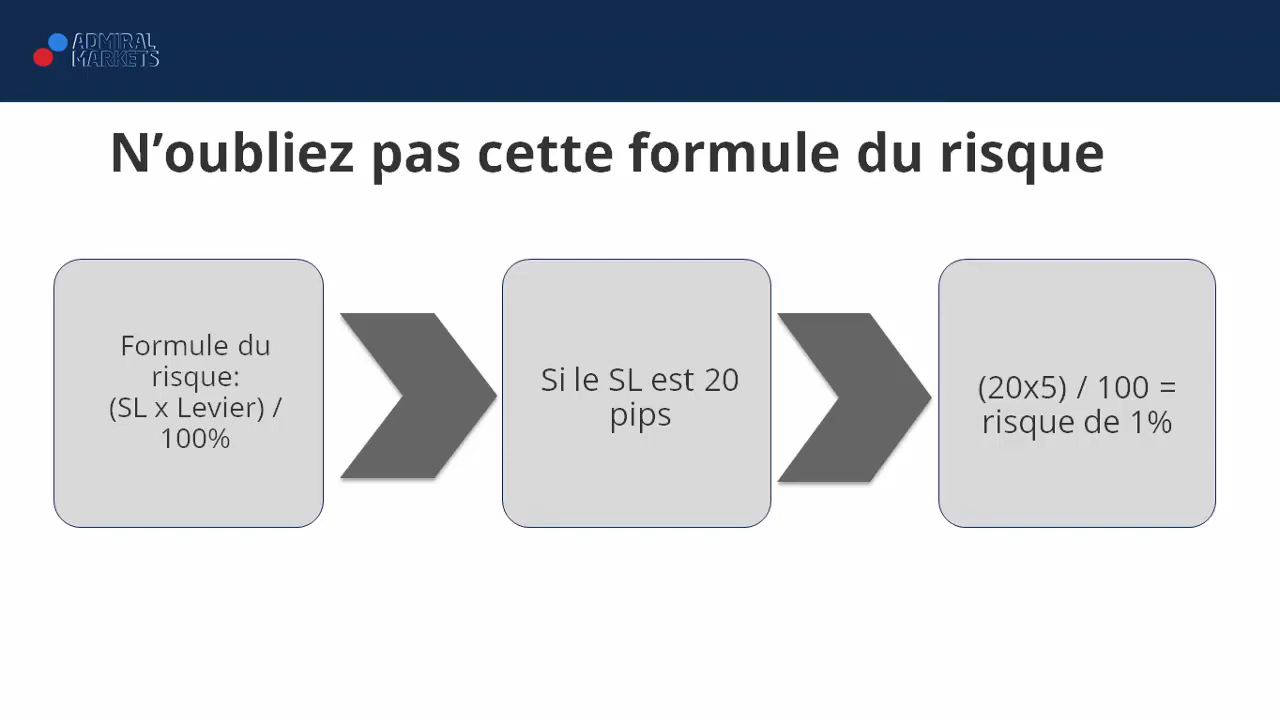 ADMIRAL
MARKETS
N’oubliez pas cette formule du risque
Formule du
risque:
(SL x Levier) /
100%
Si le SL est 20
pips
(20x5) / 100 =
risque de 1%